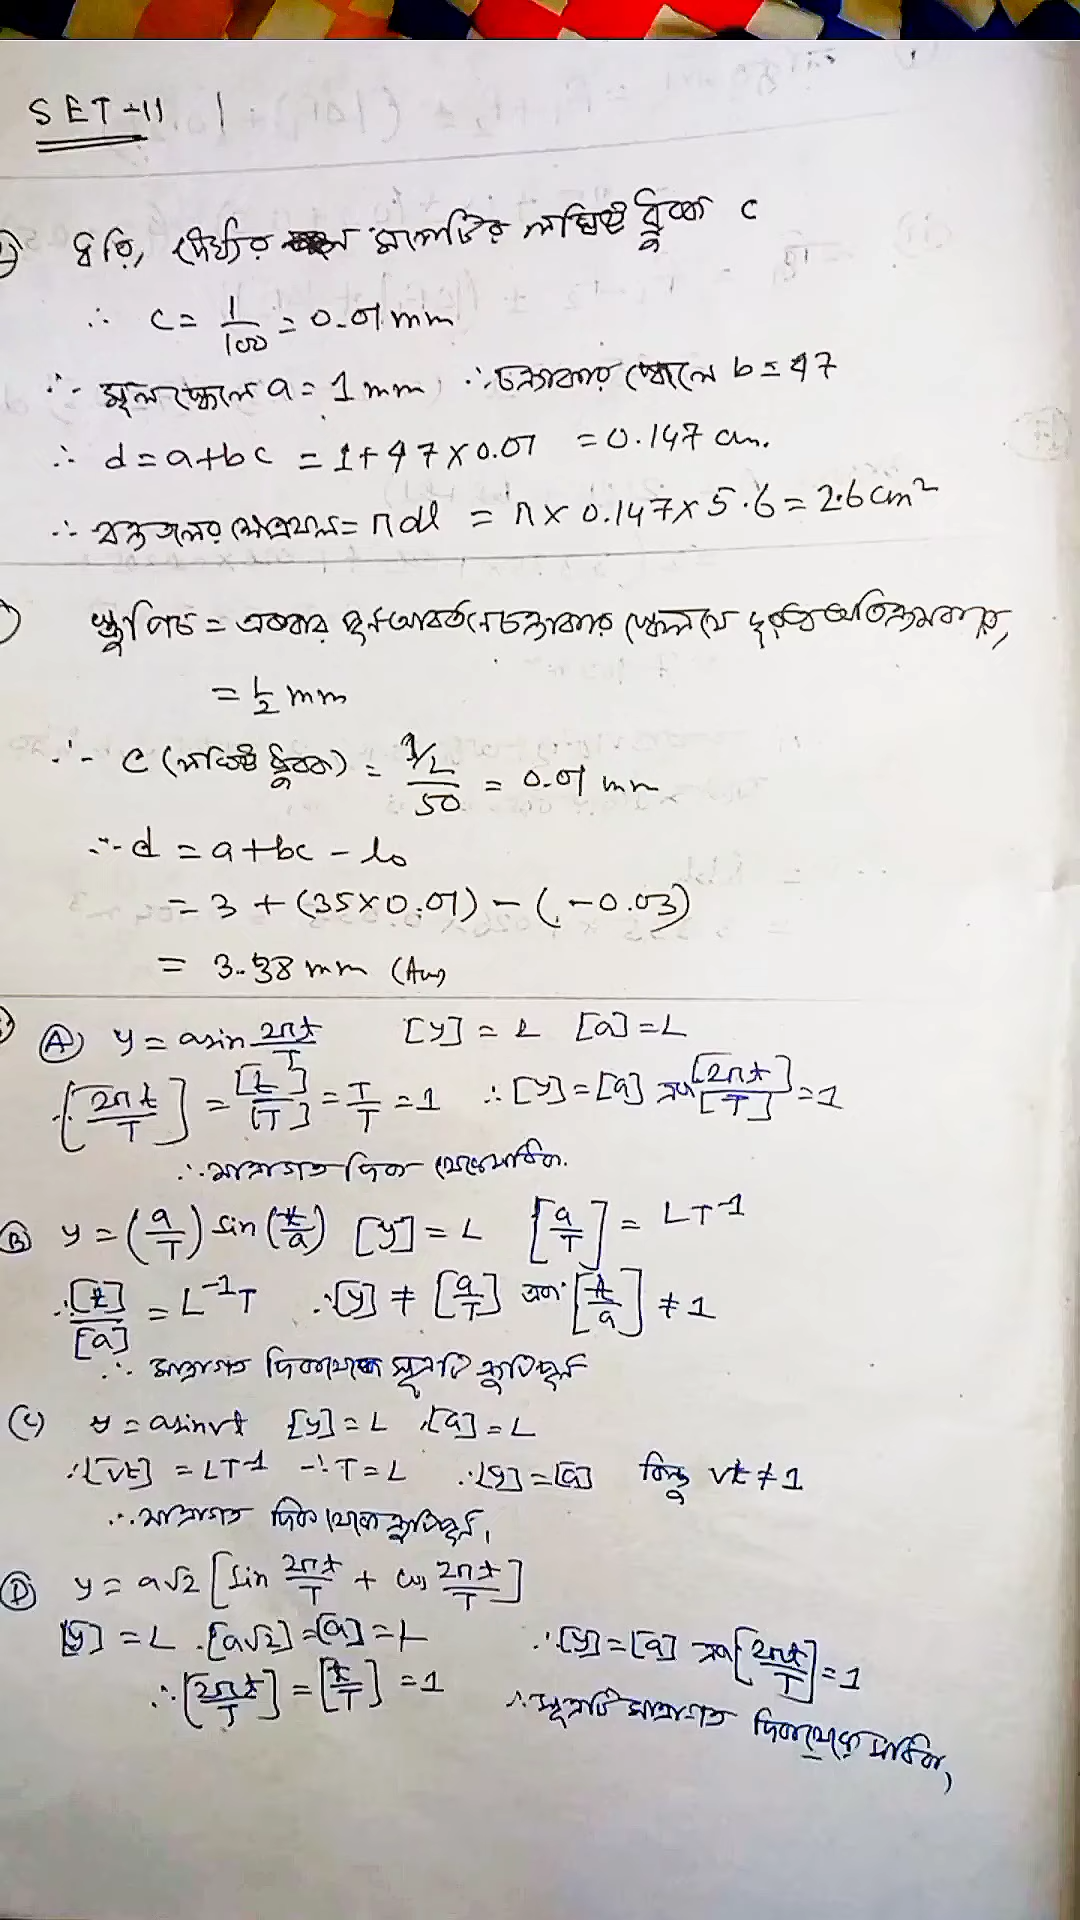 SET-11
ধরি, লঘিষ্ট ধ্রুবক c
∴ c = 1/100 = 0.01 mm
∴ মূলস্কেলে a = 1 mm, ∴ চক্রাকার স্কেলে b = 47
∴ d = a+bc = 1+47×0.01 = 0.147 cm.
∴ বক্রতলের ক্ষেত্রফল = πdl = π × 0.147 × 5.6 = 2.6 cm²
স্ক্রু পিচ = একবার পূর্ণ আবর্তনে চক্রাকার স্কেল যে দূরত্ব অতিক্রম করে,
= 1/2 mm
∴ c (লঘিষ্ট ধ্রুবক) = (1/2)/50 = 0.01 mm
∴ d = a+bc - l₀
= 3 + (35×0.01) - (-0.03)
= 3.38 mm (Ans)
(A) y = a sin 2πt/T [y] = L [a] = L
∴ [2πt/T] = [t]/[T] = T/T = 1 ∴ [y] = [a] [2πt]/[T] = 1
∴ মাত্রাগত দিক থেকে সঠিক.
(B) y = (a/T) sin (t/a) [y] = L [a/T] = LT⁻¹
∴ [t]/[a] = L⁻¹T ∴ [y] ≠ [a/T] এবং [t/a] ≠ 1
∴ মাত্রাগত দিক থেকে সূত্রটি ত্রুটিপূর্ণ
(C) y = a sin vt [y] = L [a] = L
∴ [vt] = LT⁻¹ ∴ T = L ∴ [y] = [a] কিন্তু vt ≠ 1
∴ মাত্রাগত দিক থেকে ত্রুটিপূর্ণ,
(D) y = a√2 [sin 2πt/T + cos 2πt/T]
[y] = L . [a√2] = [a] = L ∴ [y] = [a] [2πt/T] = 1
∴ [2πt/T] = [t/T] = 1 ∴ সূত্রটি মাত্রাগত দিক থেকে সঠিক,